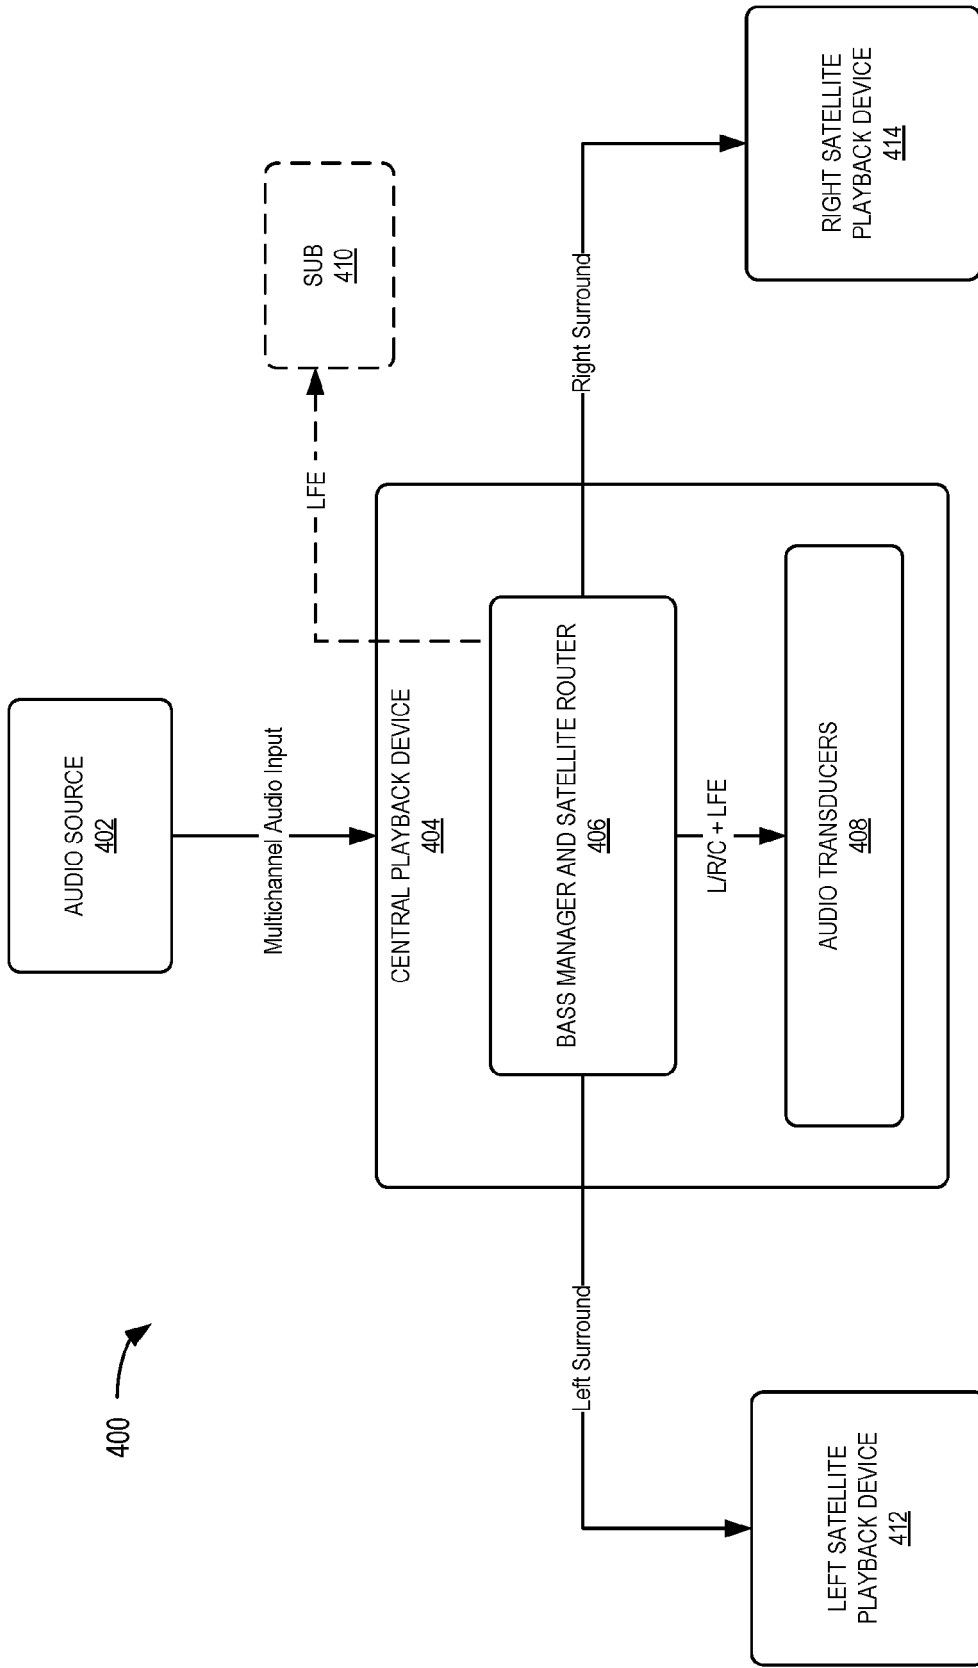 400
AUDIO SOURCE
402
Multichannel Audio Input
SUB
410
LFE
CENTRAL PLAYBACK DEVICE
404
BASS MANAGER AND SATELLITE ROUTER
406
Left Surround
Right Surround
L/R/C + LFE
AUDIO TRANSDUCERS
408
LEFT SATELLITE
PLAYBACK DEVICE
412
RIGHT SATELLITE
PLAYBACK DEVICE
414